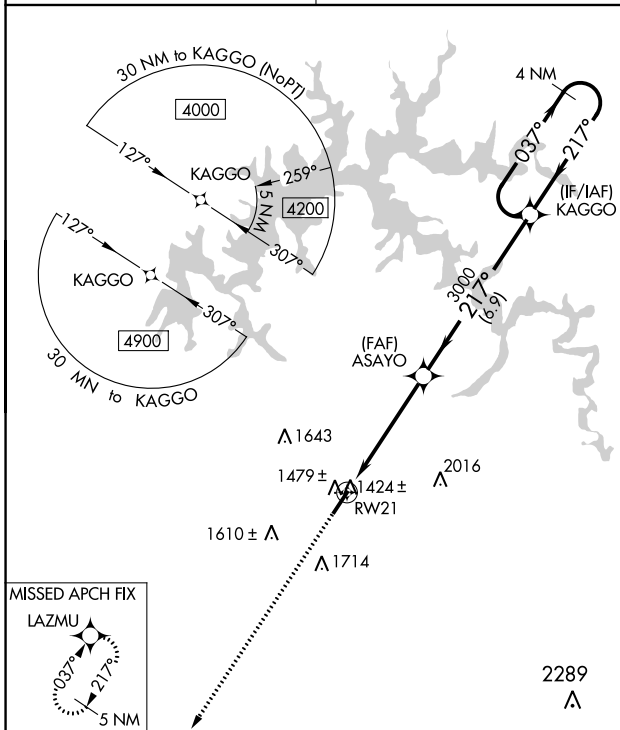 30 NM to KAGGO (NoPT)
4000
4 NM
037°
217°
127°
KAGGO
259°
5 NM
4200
307°
(IF/IAF)
KAGGO
127°
KAGGO
307°
4900
30 MN to KAGGO
3000
217°
(6.9)
(FAF)
ASAYO
1643
2016
1479 ±
1424 ±
RW21
1610 ±
1714
MISSED APCH FIX
LAZMU
037°
217°
5 NM
2289